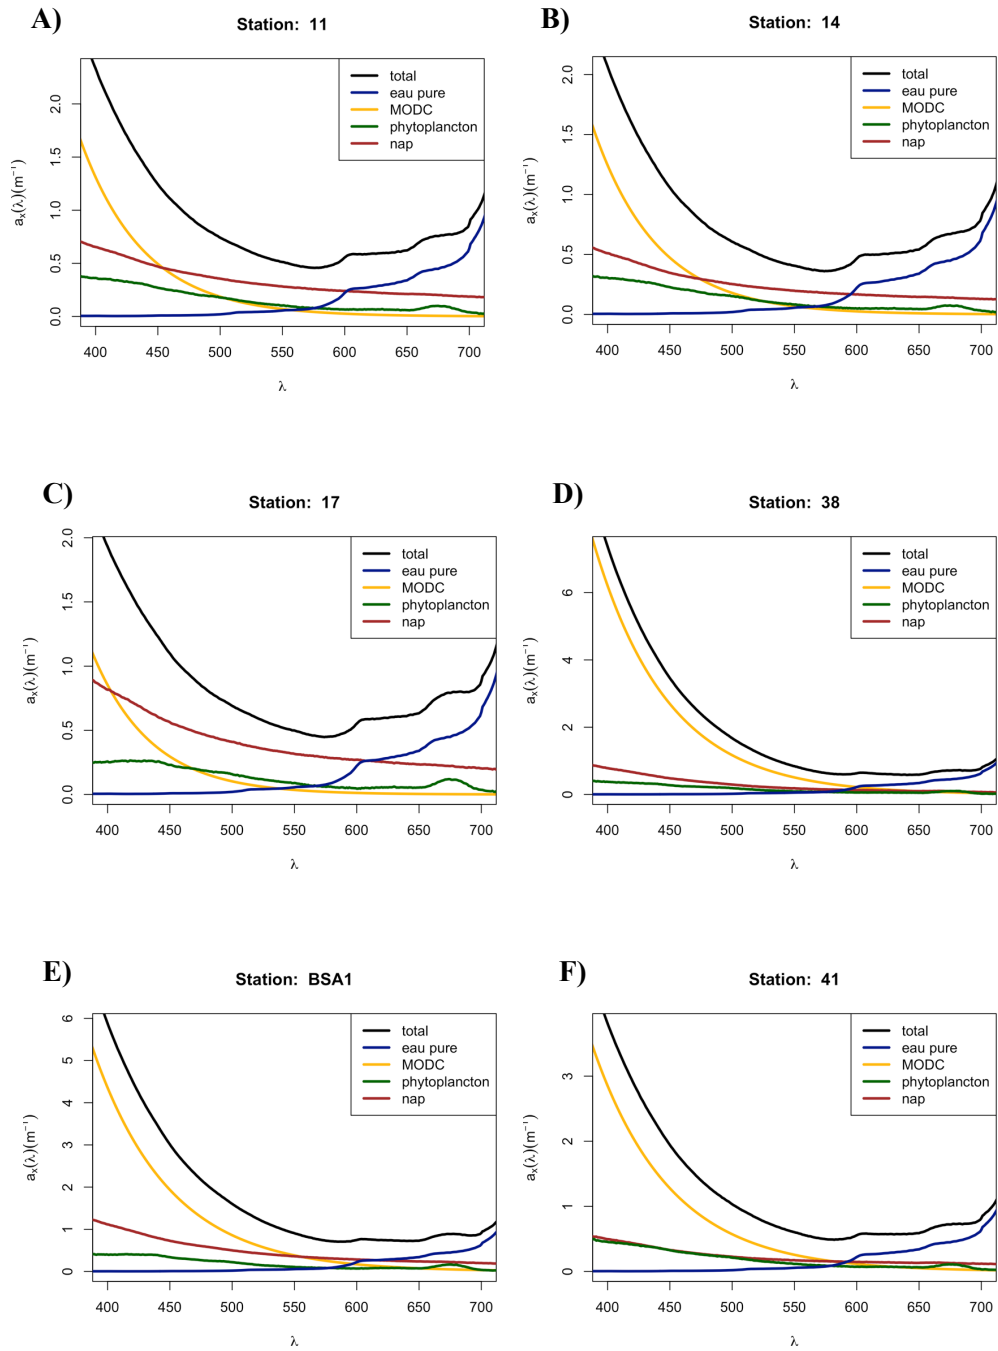 A)
Station: 11
total
eau pure
MODC
phytoplancton
nap
aₓ(λ)(m⁻¹)
2.0
1.5
1.0
0.5
0.0
400 450 500 550 600 650 700
λ
B)
Station: 14
total
eau pure
MODC
phytoplancton
nap
aₓ(λ)(m⁻¹)
2.0
1.5
1.0
0.5
0.0
400 450 500 550 600 650 700
λ
C)
Station: 17
total
eau pure
MODC
phytoplancton
nap
aₓ(λ)(m⁻¹)
2.0
1.5
1.0
0.5
0.0
400 450 500 550 600 650 700
λ
D)
Station: 38
total
eau pure
MODC
phytoplancton
nap
aₓ(λ)(m⁻¹)
6
4
2
0
400 450 500 550 600 650 700
λ
E)
Station: BSA1
total
eau pure
MODC
phytoplancton
nap
aₓ(λ)(m⁻¹)
6
5
4
3
2
1
0
400 450 500 550 600 650 700
λ
F)
Station: 41
total
eau pure
MODC
phytoplancton
nap
aₓ(λ)(m⁻¹)
3
2
1
0
400 450 500 550 600 650 700
λ